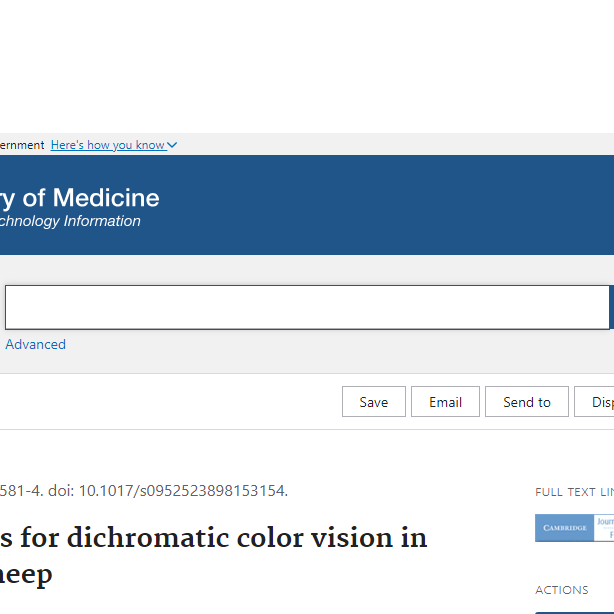 ernment Here's how you know
ry of Medicine
chnology Information
Advanced
Save Email Send to Disp
581-4. doi: 10.1017/s0952523898153154.
FULL TEXT LIN
s for dichromatic color vision in
heep
CAMBRIDGE Journ
F
ACTIONS